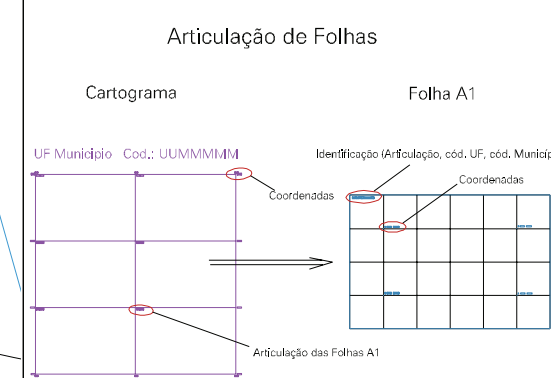 Articulação de Folhas
Cartograma
Folha A1
UF Municipio Cod.: UUMMMMM
Identificação (Articulação, cód. UF, cód. Municíp
Coordenadas
Coordenadas
Articulação das Folhas A1